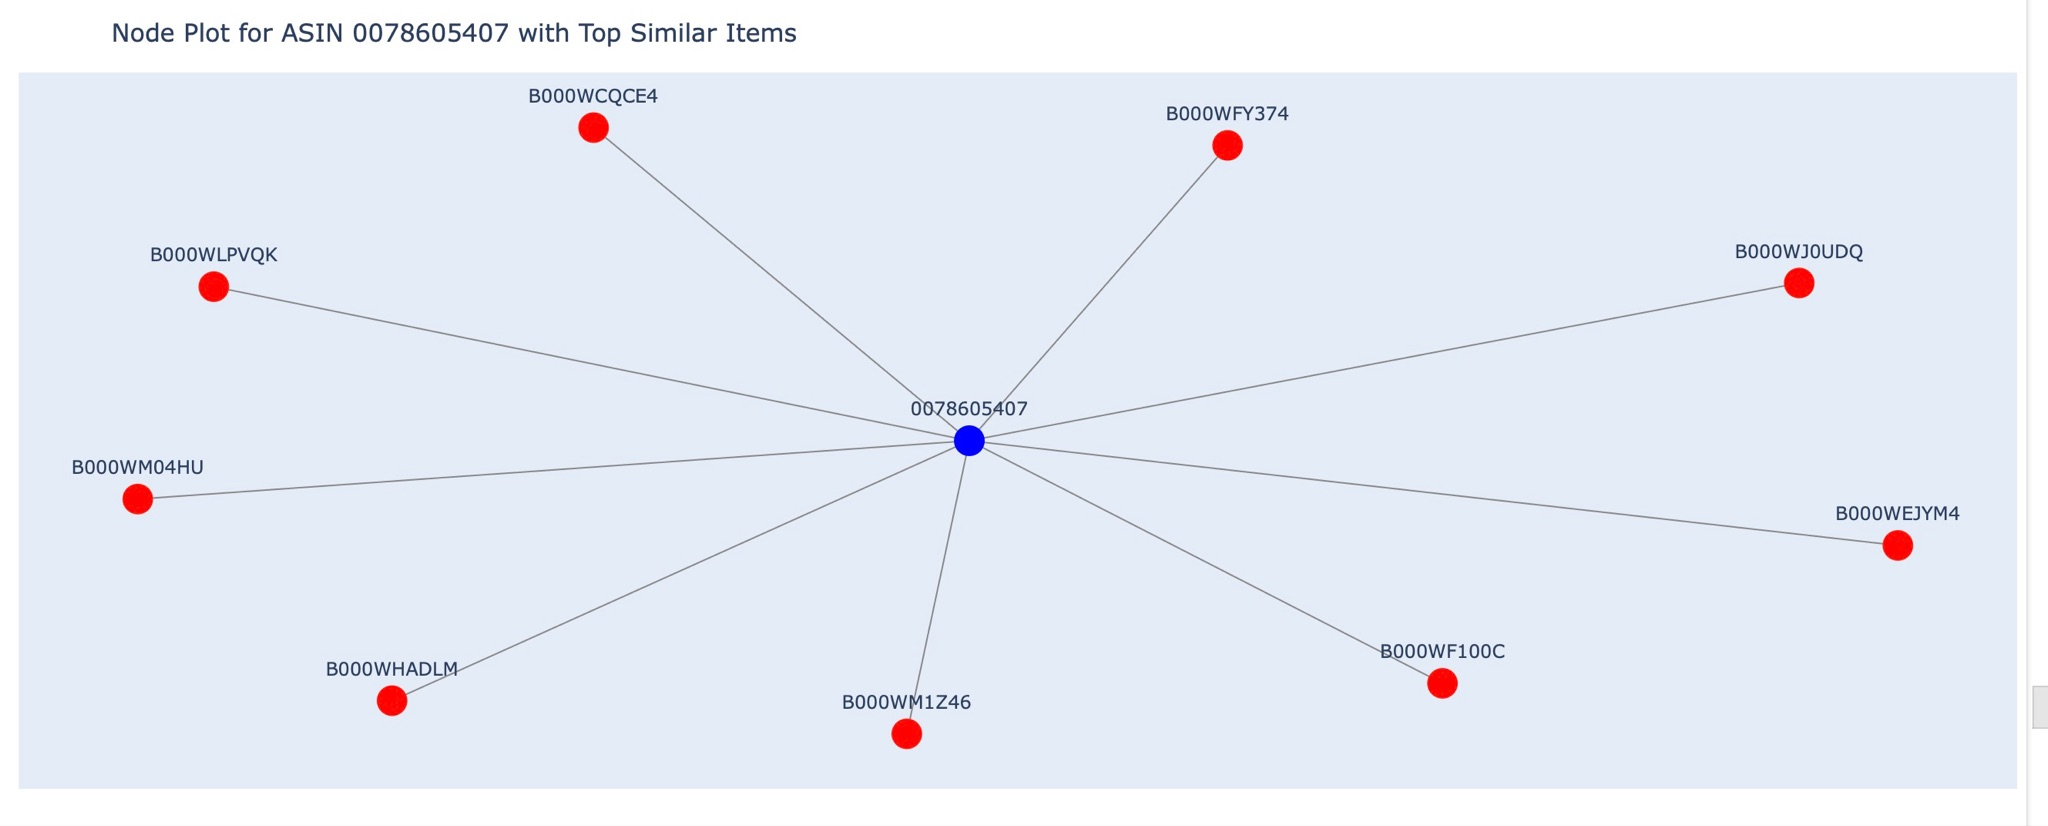 Node Plot for ASIN 0078605407 with Top Similar Items
B000WCQCE4
B000WFY374
B000WJ0UDQ
B000WLPVQK
0078605407
B000WM04HU
B000WEJYM4
B000WF100C
B000WHADLM
B000WM1Z46